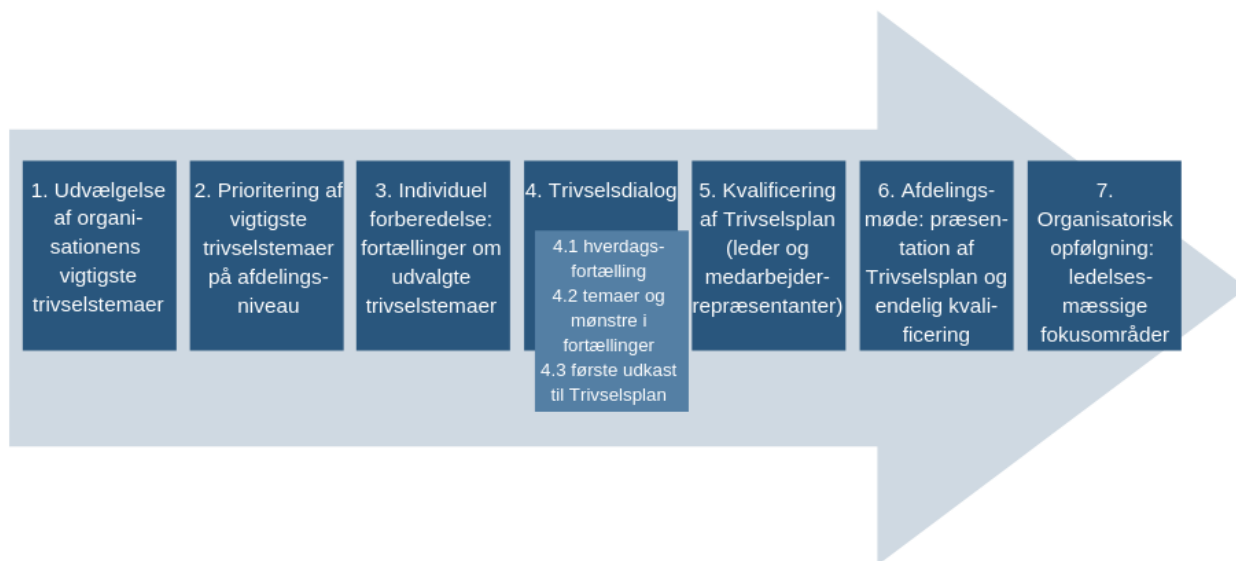 1. Udvælgelse
af organi-
sationens
vigtigste
trivselstemaer
2. Prioritering af
vigtigste
trivselstemaer
på afdelings-
niveau
3. Individuel
forberedelse:
fortællinger om
udvalgte
trivselstemaer
4. Trivselsdialog
4.1 hverdags-
fortælling
4.2 temaer og
mønstre i
fortællinger
4.3 første udkast
til Trivselsplan
5. Kvalificering
af Trivselsplan
(leder og
medarbejder-
repræsentanter)
6. Afdelings-
møde: præsen-
tation af
Trivselsplan og
endelig kvali-
ficering
7.
Organisatorisk
opfølgning:
ledelses-
mæssige
fokusområder